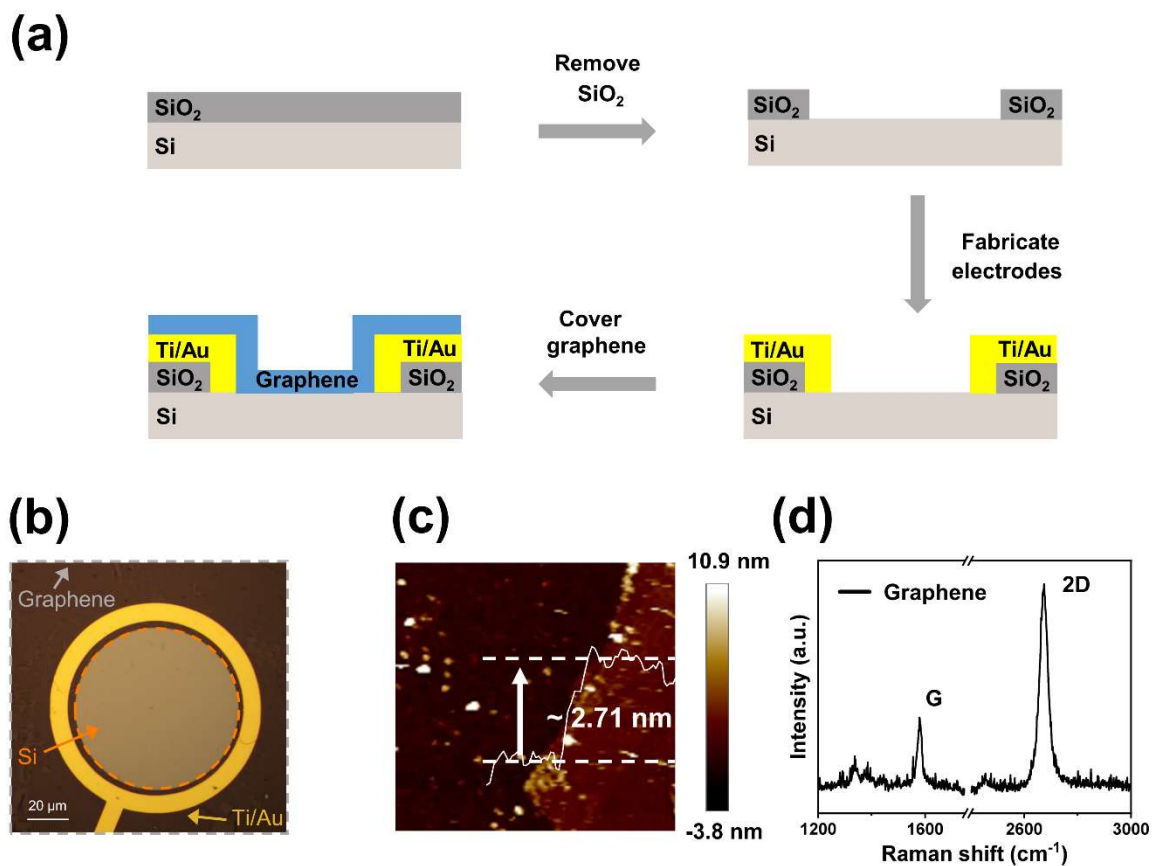 (a)
SiO2
Si
Remove
SiO2
SiO2
SiO2
Si
Fabricate
electrodes
Ti/Au
Ti/Au
SiO2
SiO2
Si
Cover
graphene
Ti/Au
Ti/Au
SiO2
Graphene
SiO2
Si
(b)
Graphene
Si
20 μm
Ti/Au
(c)
10.9 nm
~ 2.71 nm
-3.8 nm
(d)
Graphene
2D
G
Intensity (a.u.)
1200
1600
2600
3000
Raman shift (cm-1)